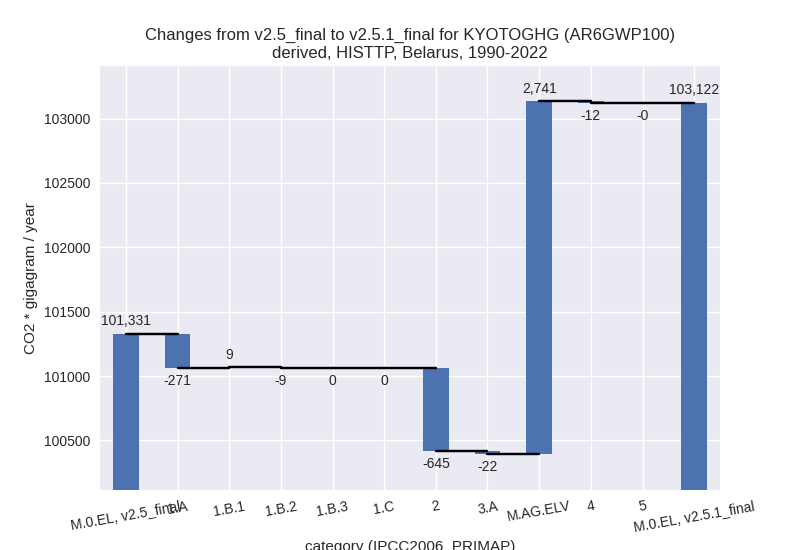 Changes from v2.5_final to v2.5.1_final for KYOTOGHG (AR6GWP100)
derived, HISTTP, Belarus, 1990-2022
CO2 * gigagram / year
103000
102500
102000
101500
101000
100500
101,331
-271
9
-9
0
0
-645
-22
2,741
-12
-0
103,122
M.0.EL, v2.5_final
1.A
1.B.1
1.B.2
1.B.3
1.C
2
3.A
M.AG.ELV
4
5
M.0.EL, v2.5.1_final
category (IPCC2006_PRIMAP)